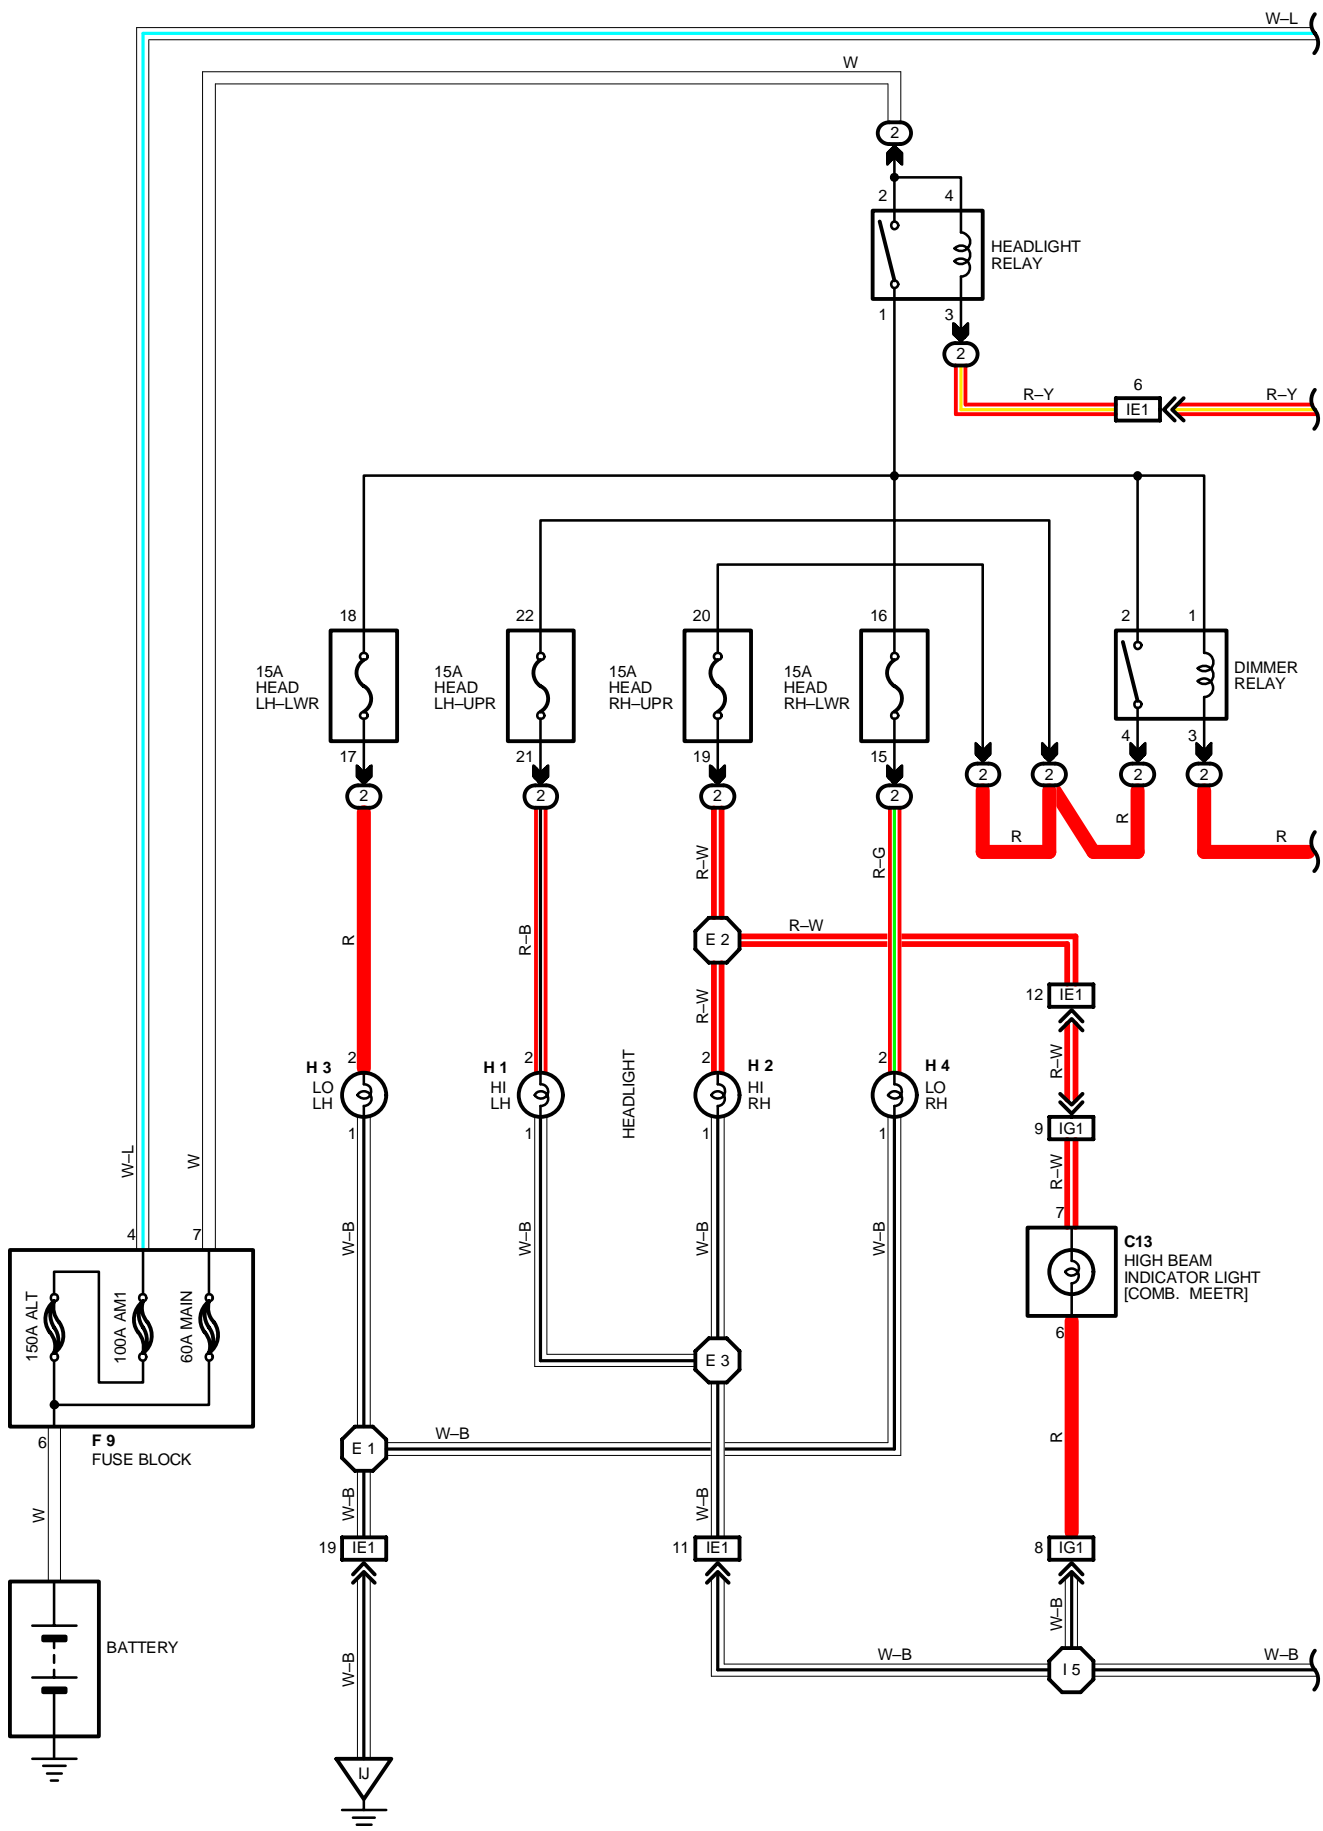 W–L
W
2
2 4
HEADLIGHT
RELAY
1 3
2
R–Y
6
IE1
R–Y
18 22 20 16 2 1
15A
HEAD
LH–LWR
15A
HEAD
LH–UPR
15A
HEAD
RH–UPR
15A
HEAD
RH–LWR
DIMMER
RELAY
17 21 19 15 4 3
2 2 2 2
2 2 2 2
R R R
R–W R–G
R R–B
E 2
R–W
R–W
12 IE1
R–W
H 3
LO
LH
2
1
H 1
HI
LH
2
1
HEADLIGHT
2
1
H 2
HI
RH
2
1
H 4
LO
RH
9 IG1
R–W
7
C13
HIGH BEAM
INDICATOR LIGHT
[COMB. MEETR]
6
W–L W
4 7
W–B W–B W–B W–B
150A ALT
100A AM1
60A MAIN
E 3
6
F 9
FUSE BLOCK
E 1
W–B
R
W
W–B W–B
19 IE1
11 IE1
8 IG1
W–B
BATTERY
W–B
W–B
I 5
W–B
IJ